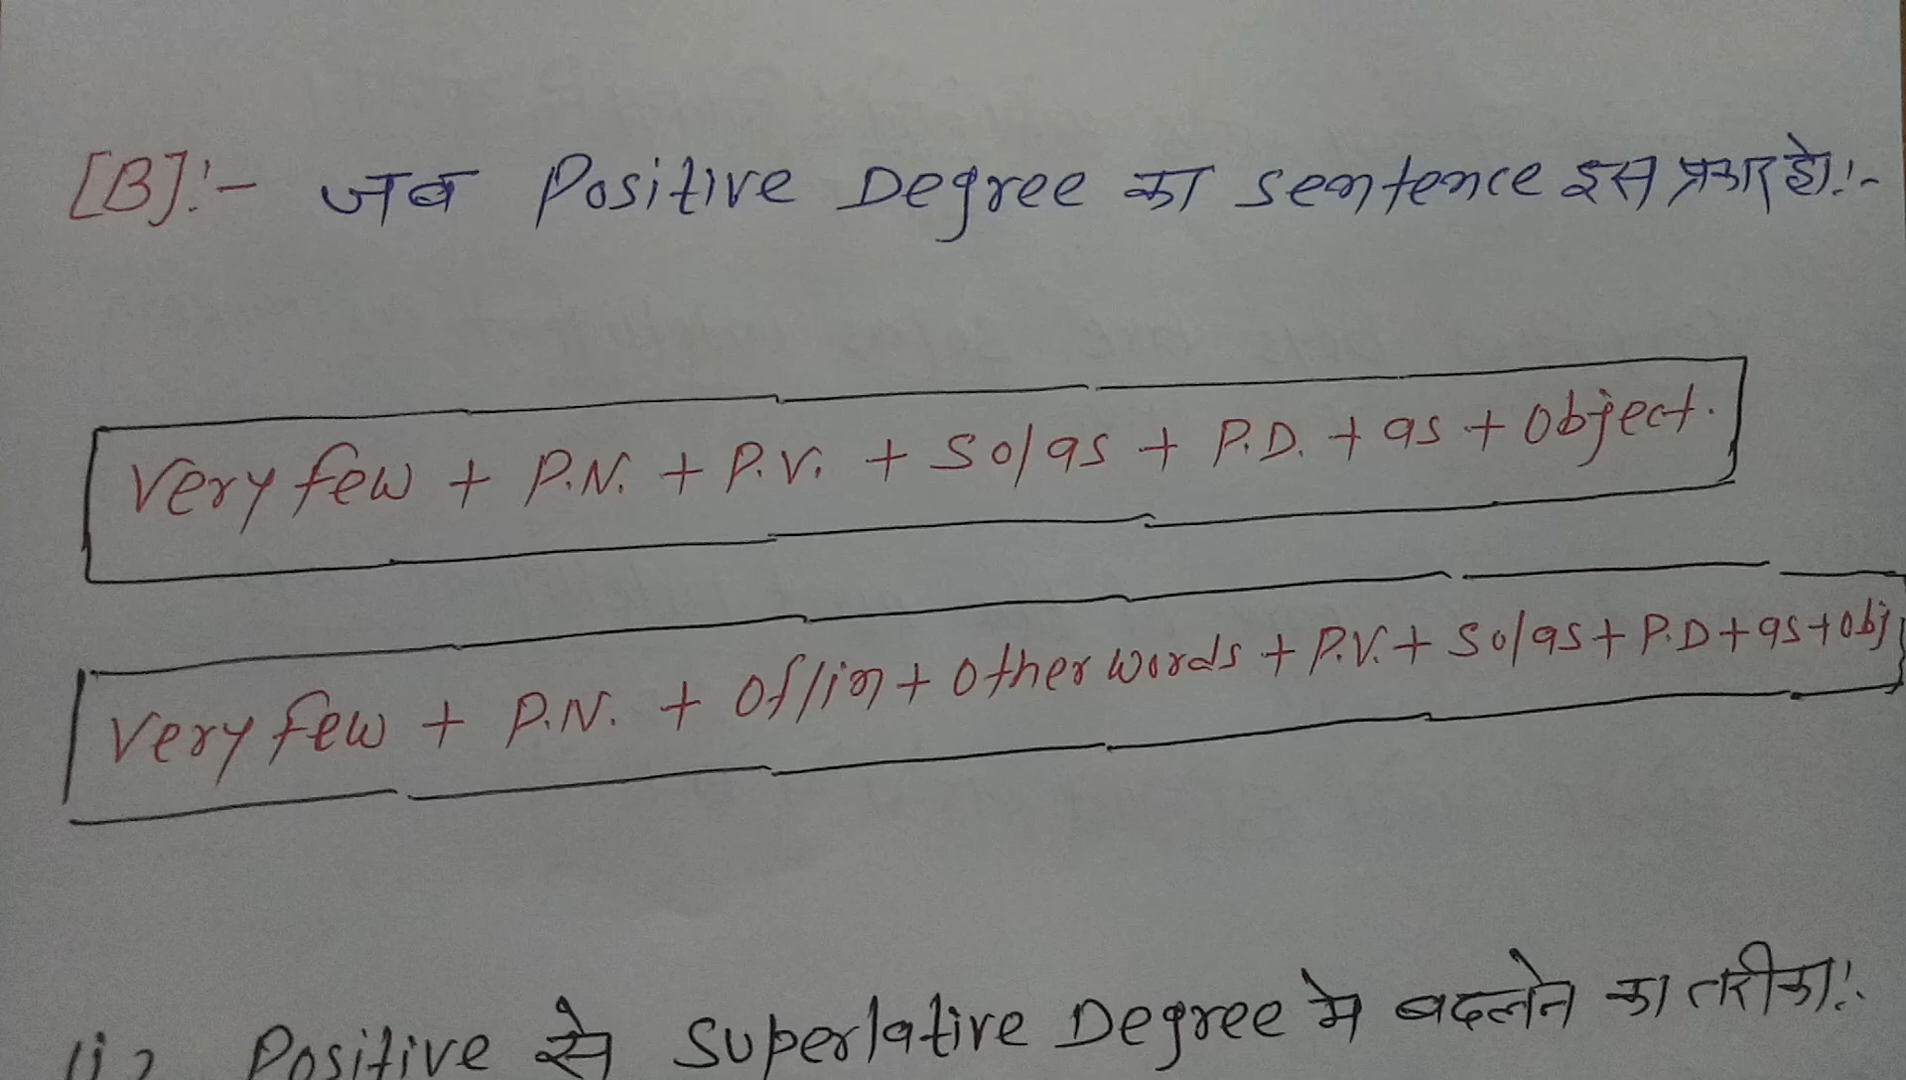 [B]:- जब Positive Degree का sentence इस प्रकार हो:-
Very few + P.N. + P.V. + So/as + P.D. + as + Object.
Very few + P.N. + Of/in + Other words + P.V. + So/as + P.D + as + obj
(i) Positive से Superlative Degree मे बदलने का तरीका: